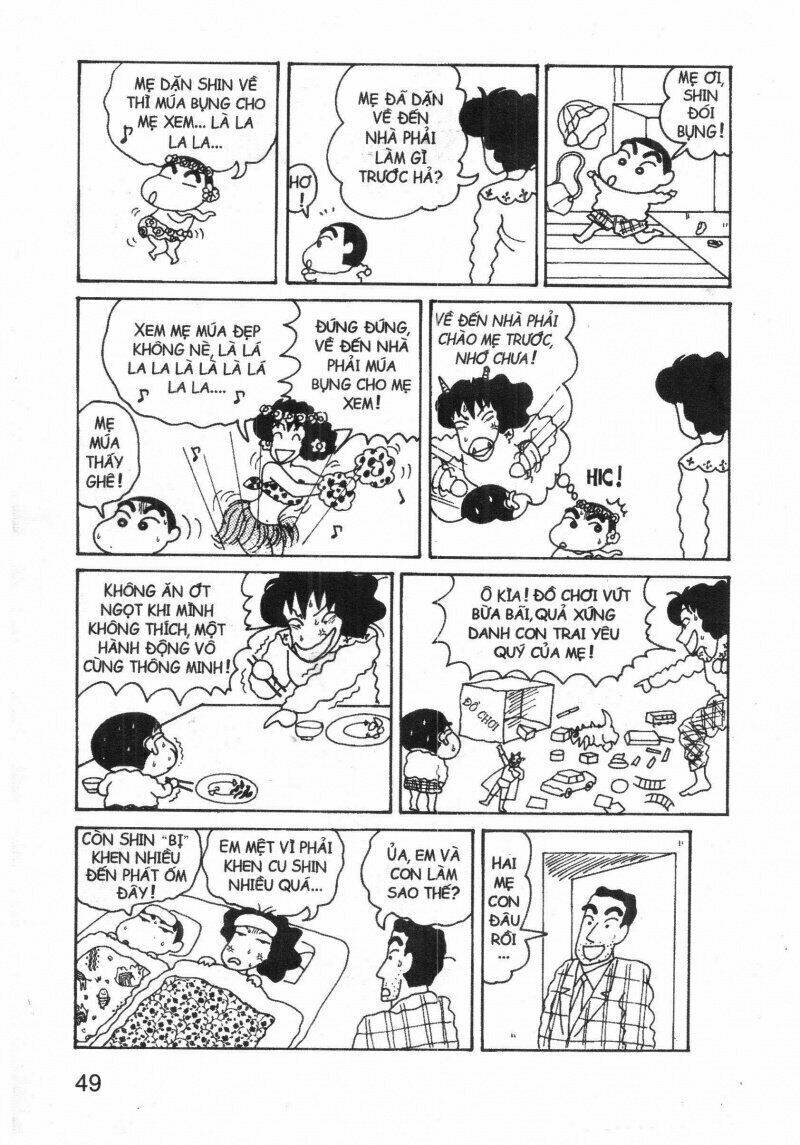 MẸ ƠI,
SHIN
ĐÓI
BỤNG!
MẸ ĐÃ DẶN
VỀ ĐẾN
NHÀ PHẢI
LÀM GÌ
TRƯỚC HẢ?
HƠ
!
MẸ DẶN SHIN VỀ
THÌ MÚA BỤNG CHO
MẸ XEM... LÀ LA
LA LA...
VỀ ĐẾN NHÀ PHẢI
CHÀO MẸ TRƯỚC,
NHỚ CHƯA!
HIC!
ĐÚNG ĐÚNG,
VỀ ĐẾN NHÀ
PHẢI MÚA
BỤNG CHO MẸ
XEM!
XEM MẸ MÚA ĐẸP
KHÔNG NÈ, LÀ LÁ
LA LA LÀ LÀ LÀ LÁ
LA LA....
MẸ
MÚA
THẤY
GHÊ!
Ô KÌA! ĐỒ CHƠI VỨT
BỪA BÃI, QUẢ XỨNG
DANH CON TRAI YÊU
QUÝ CỦA MẸ!
ĐỒ CHƠI
KHÔNG ĂN ỚT
NGỌT KHI MÌNH
KHÔNG THÍCH, MỘT
HÀNH ĐỘNG VÔ
CÙNG THÔNG MINH!
HAI
MẸ
CON
ĐÂU
RỒI
...
ỦA, EM VÀ
CON LÀM
SAO THẾ?
EM MỆT VÌ PHẢI
KHEN CU SHIN
NHIỀU QUÁ...
CÒN SHIN "BỊ"
KHEN NHIỀU
ĐẾN PHÁT ỐM
ĐÂY!
49